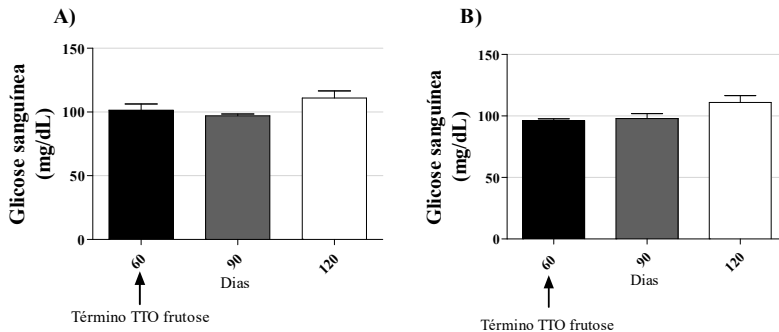 A)
Glicose sanguínea
(mg/dL)
150
100
50
0
60
90
120
Dias
Término TTO frutose
B)
Glicose sanguínea
(mg/dL)
150
100
50
0
60
90
120
Dias
Término TTO frutose